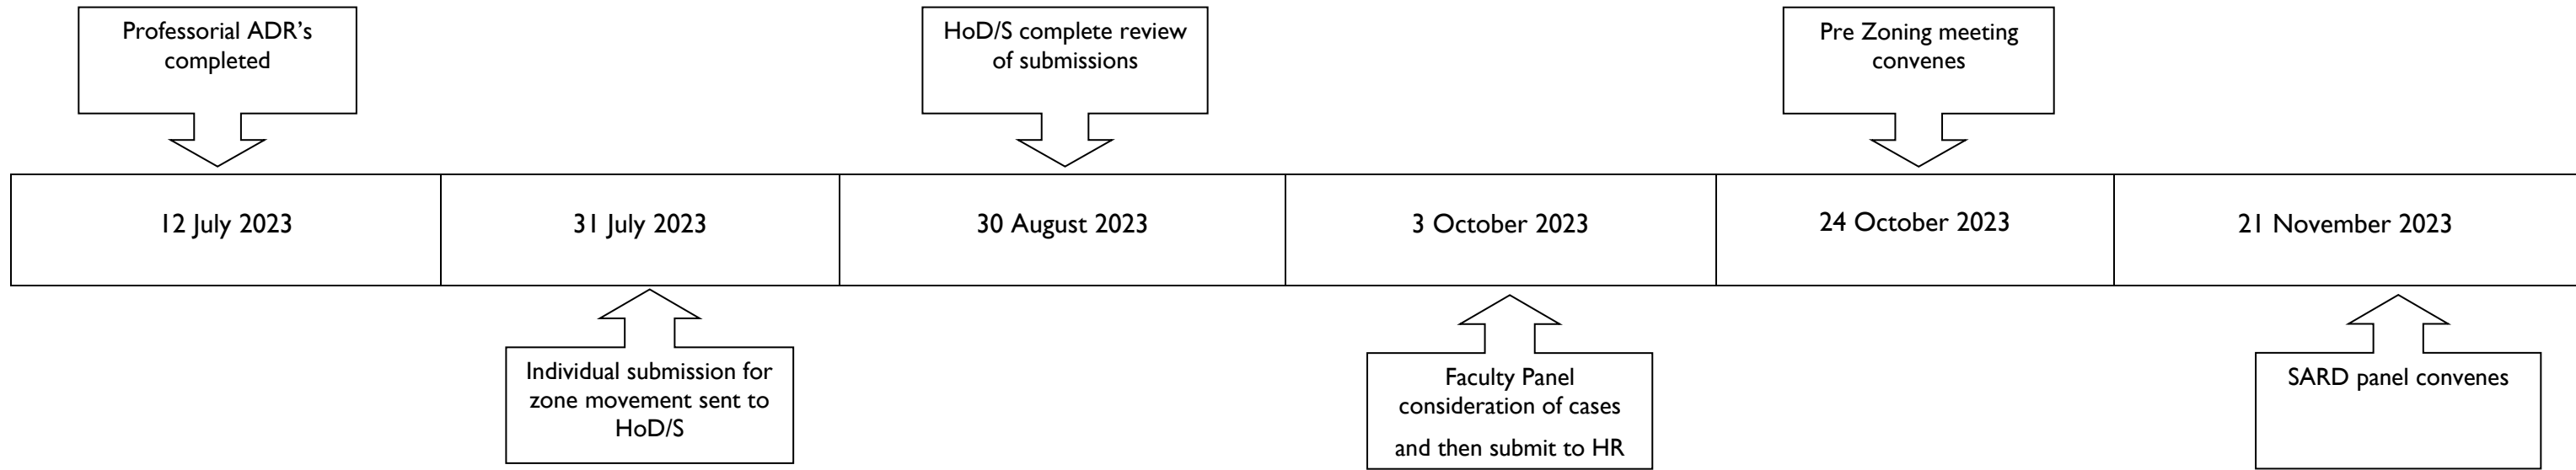 Professorial ADR's
completed
HoD/S complete review
of submissions
Pre Zoning meeting
convenes
12 July 2023
31 July 2023
30 August 2023
3 October 2023
24 October 2023
21 November 2023
Individual submission for
zone movement sent to
HoD/S
Faculty Panel
consideration of cases
and then submit to HR
SARD panel convenes